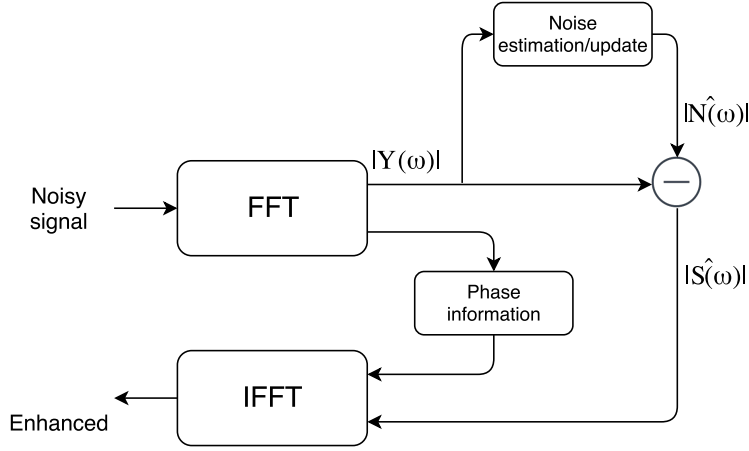 Noise
estimation/update
|N̂(ω)|
|Y(ω)|
Noisy
signal
FFT
|Ŝ(ω)|
Phase
information
IFFT
Enhanced